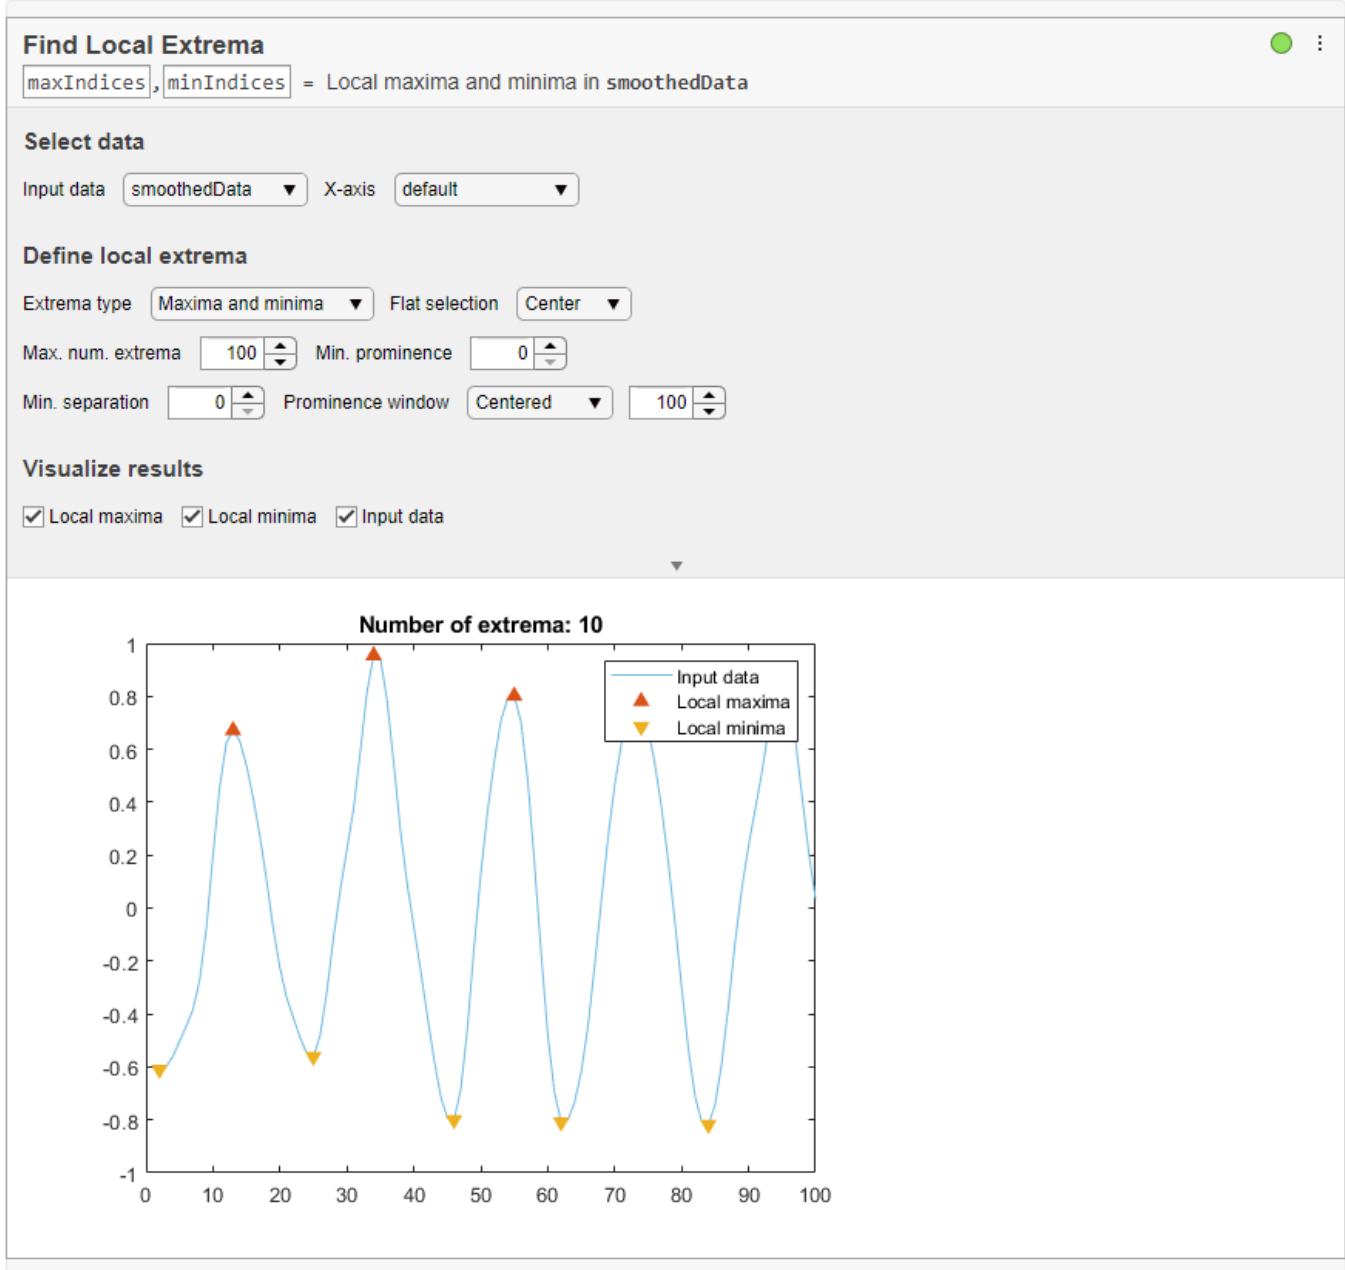 Find Local Extrema
maxIndices, minIndices = Local maxima and minima in smoothedData
Select data
Input data smoothedData X-axis default
Define local extrema
Extrema type Maxima and minima Flat selection Center
Max. num. extrema 100 Min. prominence 0
Min. separation 0 Prominence window Centered 100
Visualize results
Local maxima Local minima Input data
Number of extrema: 10
Input data
Local maxima
Local minima
1
0.8
0.6
0.4
0.2
0
-0.2
-0.4
-0.6
-0.8
-1
0 10 20 30 40 50 60 70 80 90 100